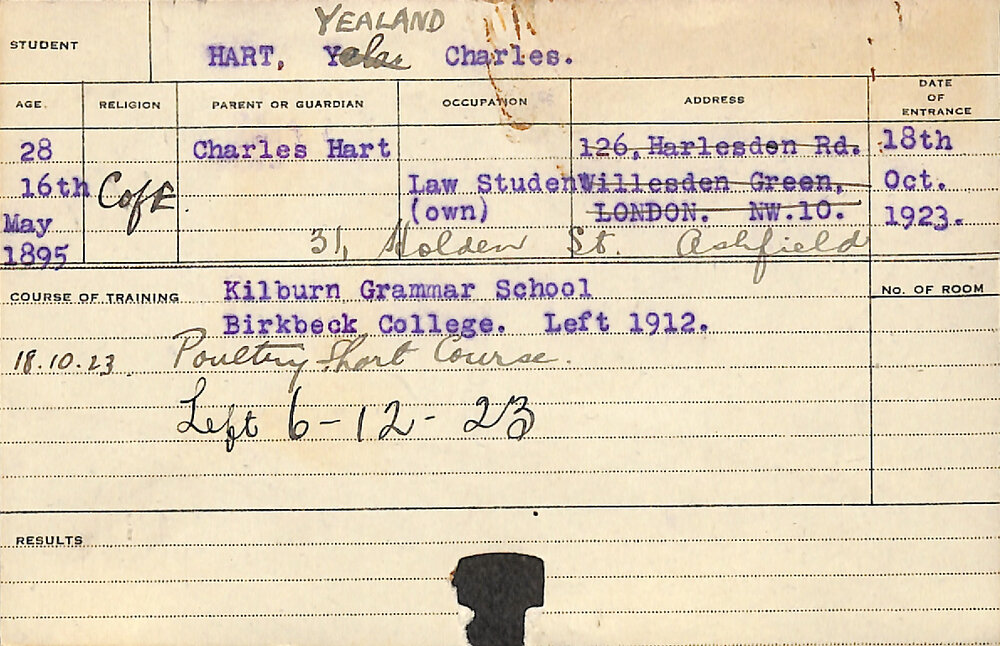 YEALAND
STUDENT
HART, Charles.
AGE
RELIGION
PARENT OR GUARDIAN
OCCUPATION
ADDRESS
DATE OF ENTRANCE
28
16th
May
1895
CofE.
Charles Hart
Law Studen
(own)
126, Harlesden Rd.
Willesden Green,
LONDON. NW.10.
31, Holden St. Ashfield
18th
Oct.
1923.
COURSE OF TRAINING
Kilburn Grammar School
Birkbeck College. Left 1912.
No. OF ROOM
18.10.23. Poultry Short Course.
Left 6-12-23
RESULTS